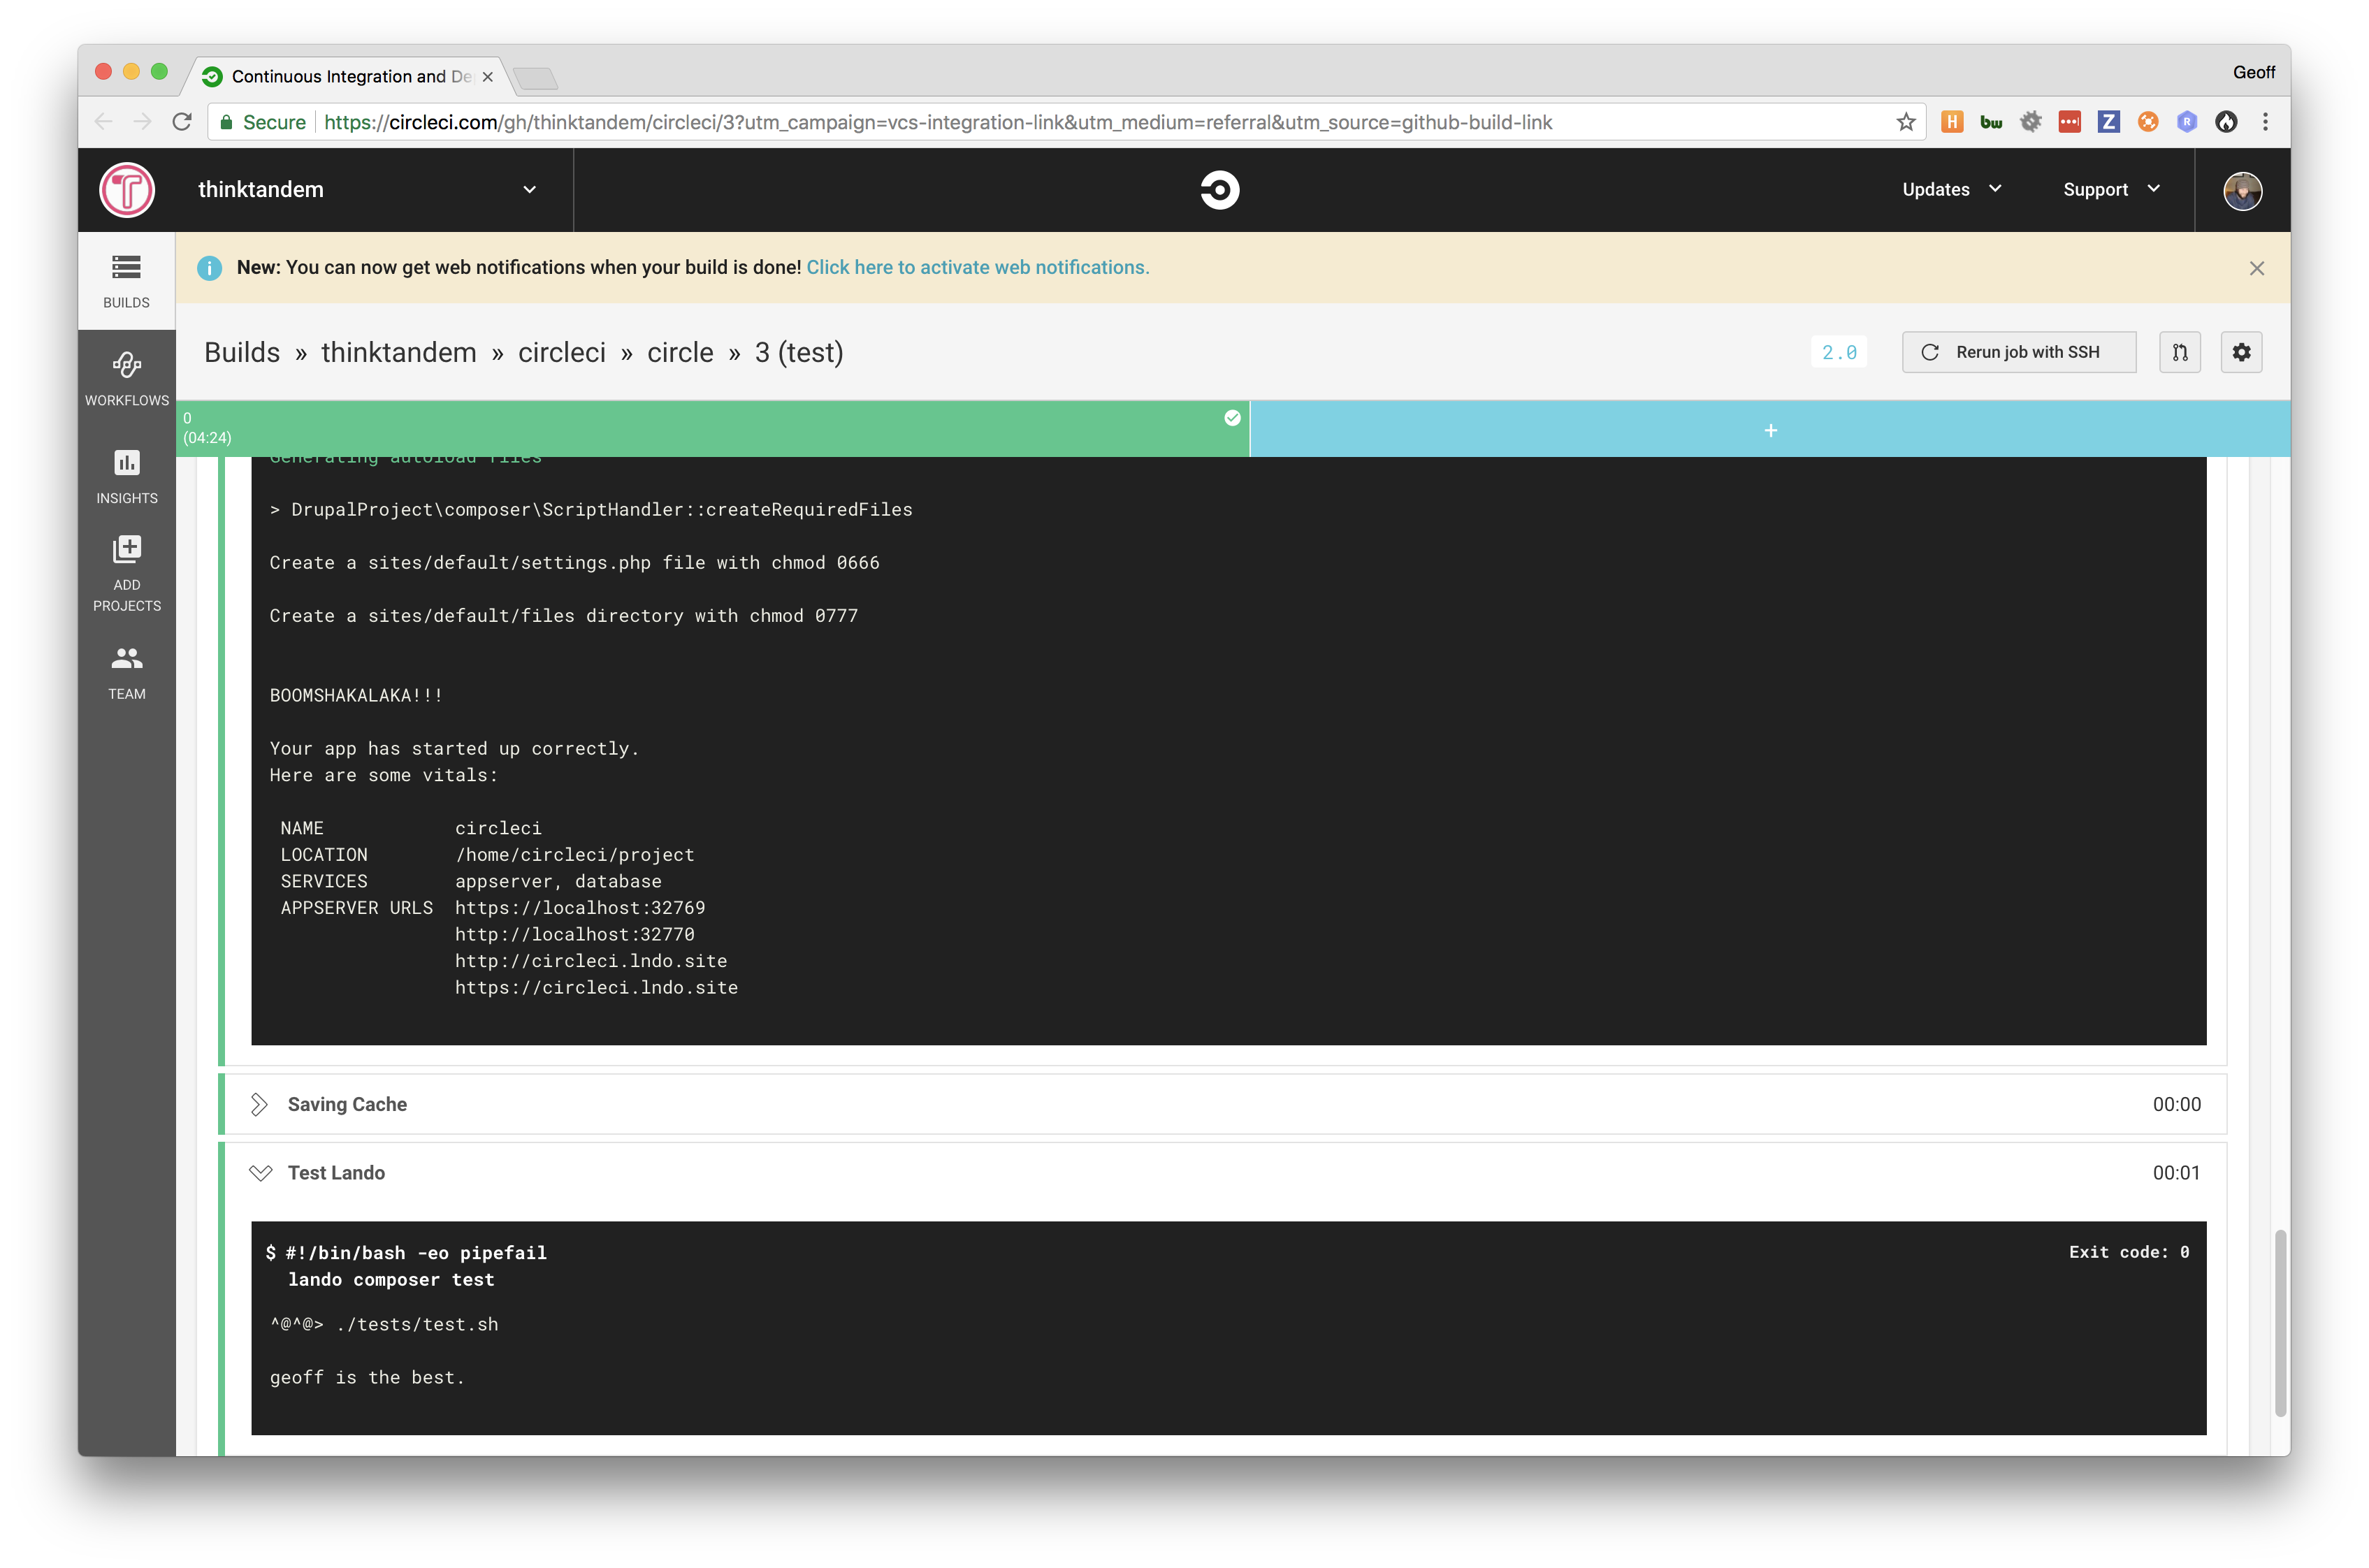 Continuous Integration and De
Geoff
Secure https://circleci.com/gh/thinktandem/circleci/3?utm_campaign=vcs-integration-link&utm_medium=referral&utm_source=github-build-link
thinktandem
Updates
Support
BUILDS
WORKFLOWS
INSIGHTS
ADD
PROJECTS
TEAM
New: You can now get web notifications when your build is done! Click here to activate web notifications.
Builds » thinktandem » circleci » circle » 3 (test)
2.0
Rerun job with SSH
0
(04:24)
+
Generating autoload files
> DrupalProject\composer\ScriptHandler::createRequiredFiles
Create a sites/default/settings.php file with chmod 0666
Create a sites/default/files directory with chmod 0777
BOOMSHAKALAKA!!!
Your app has started up correctly.
Here are some vitals:
NAME circleci
LOCATION /home/circleci/project
SERVICES appserver, database
APPSERVER URLS https://localhost:32769
http://localhost:32770
http://circleci.lndo.site
https://circleci.lndo.site
Saving Cache 00:00
Test Lando 00:01
$ #!/bin/bash -eo pipefail
Exit code: 0
lando composer test
^@^@> ./tests/test.sh
geoff is the best.